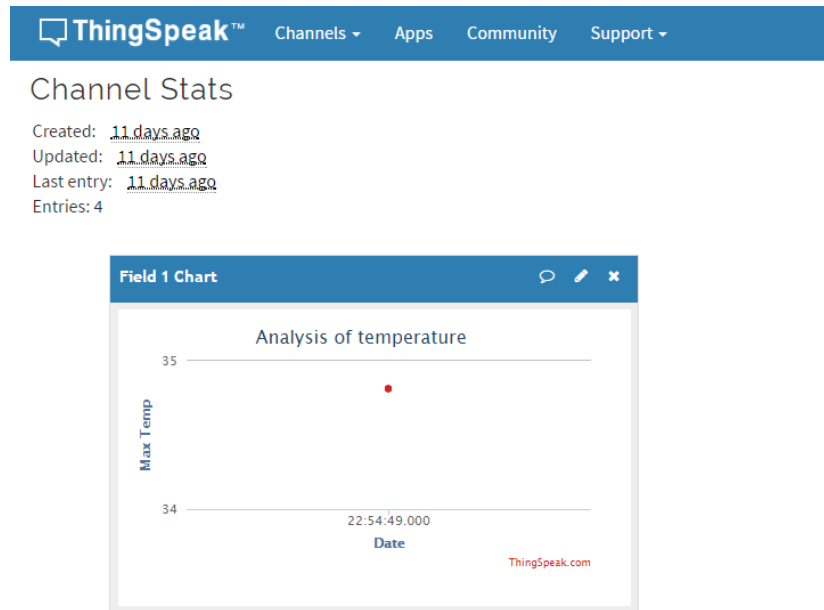 ThingSpeak™ Channels Apps Community Support
Channel Stats
Created: 11 days ago
Updated: 11 days ago
Last entry: 11 days ago
Entries: 4
Field 1 Chart
Analysis of temperature
35
Max Temp
34
22:54:49.000
Date
ThingSpeak.com